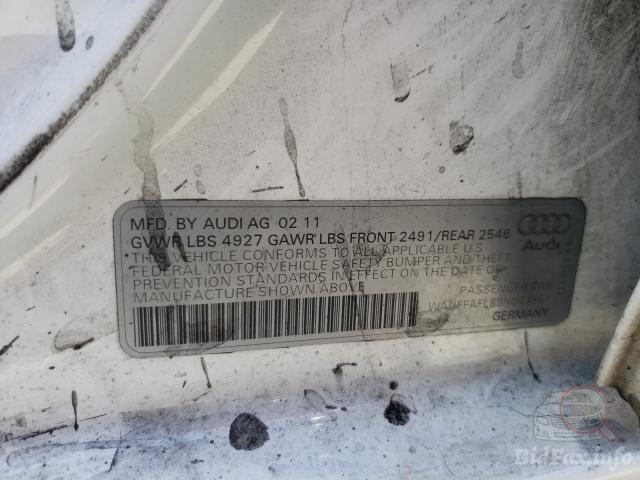 MFD. BY AUDI AG 02 11
GVWR LBS 4927 GAWR LBS FRONT 2491/REAR 2546
THIS VEHICLE CONFORMS TO ALL APPLICABLE U.S.
FEDERAL MOTOR VEHICLE SAFETY BUMPER AND THEFT
PREVENTION STANDARDS IN EFFECT ON THE DATE OF
MANUFACTURE SHOWN ABOVE
Audi
PASSENGER CAR
GERMANY
BidFax.info